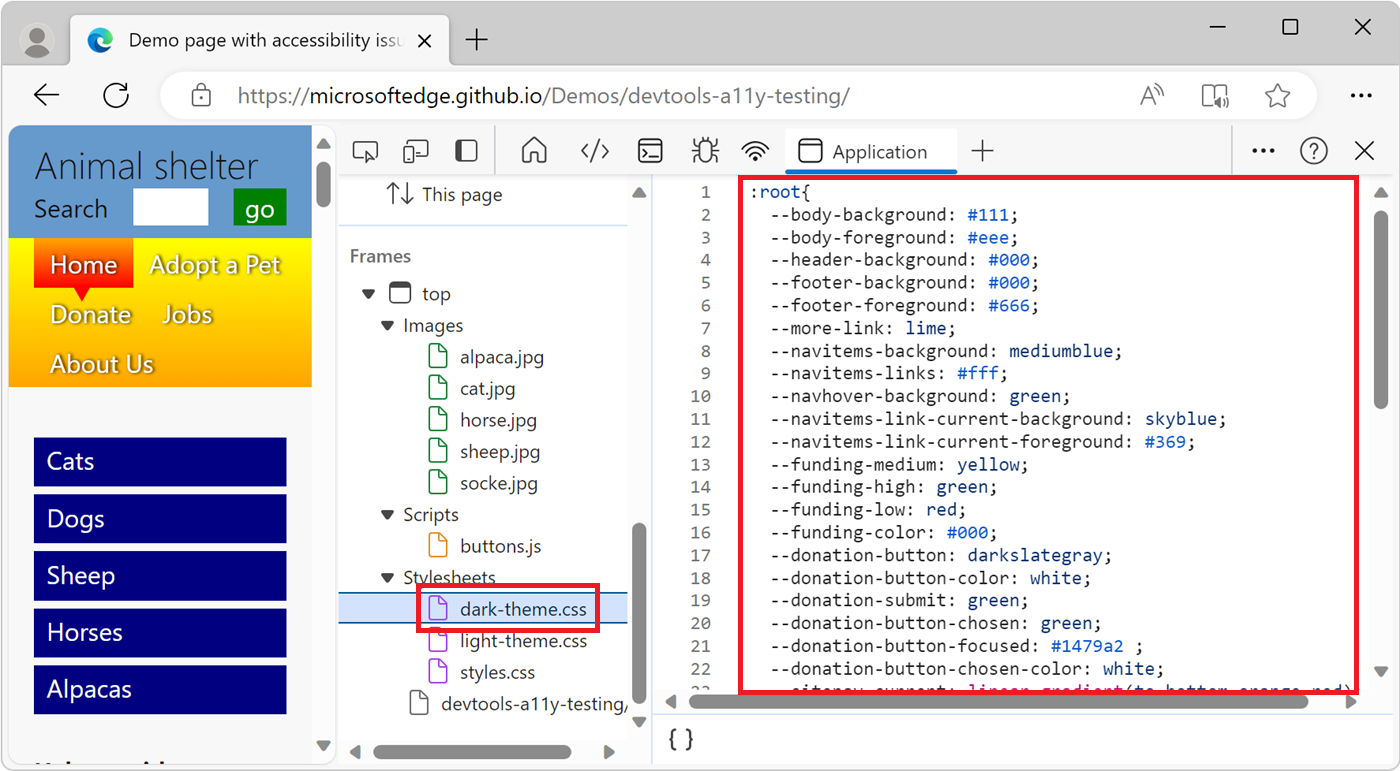 Demo page with accessibility issu
https://microsoftedge.github.io/Demos/devtools-a11y-testing/
Animal shelter
Search
go
Home
Adopt a Pet
Donate
Jobs
About Us
Cats
Dogs
Sheep
Horses
Alpacas
Application
This page
Frames
top
Images
alpaca.jpg
cat.jpg
horse.jpg
sheep.jpg
socke.jpg
Scripts
buttons.js
Stylesheets
dark-theme.css
light-theme.css
styles.css
devtools-a11y-testing/
1 :root{
2 --body-background: #111;
3 --body-foreground: #eee;
4 --header-background: #000;
5 --footer-background: #000;
6 --footer-foreground: #666;
7 --more-link: lime;
8 --navitems-background: mediumblue;
9 --navitems-links: #fff;
10 --navhover-background: green;
11 --navitems-link-current-background: skyblue;
12 --navitems-link-current-foreground: #369;
13 --funding-medium: yellow;
14 --funding-high: green;
15 --funding-low: red;
16 --funding-color: #000;
17 --donation-button: darkslategray;
18 --donation-button-color: white;
19 --donation-submit: green;
20 --donation-button-chosen: green;
21 --donation-button-focused: #1479a2 ;
22 --donation-button-chosen-color: white;
{ }